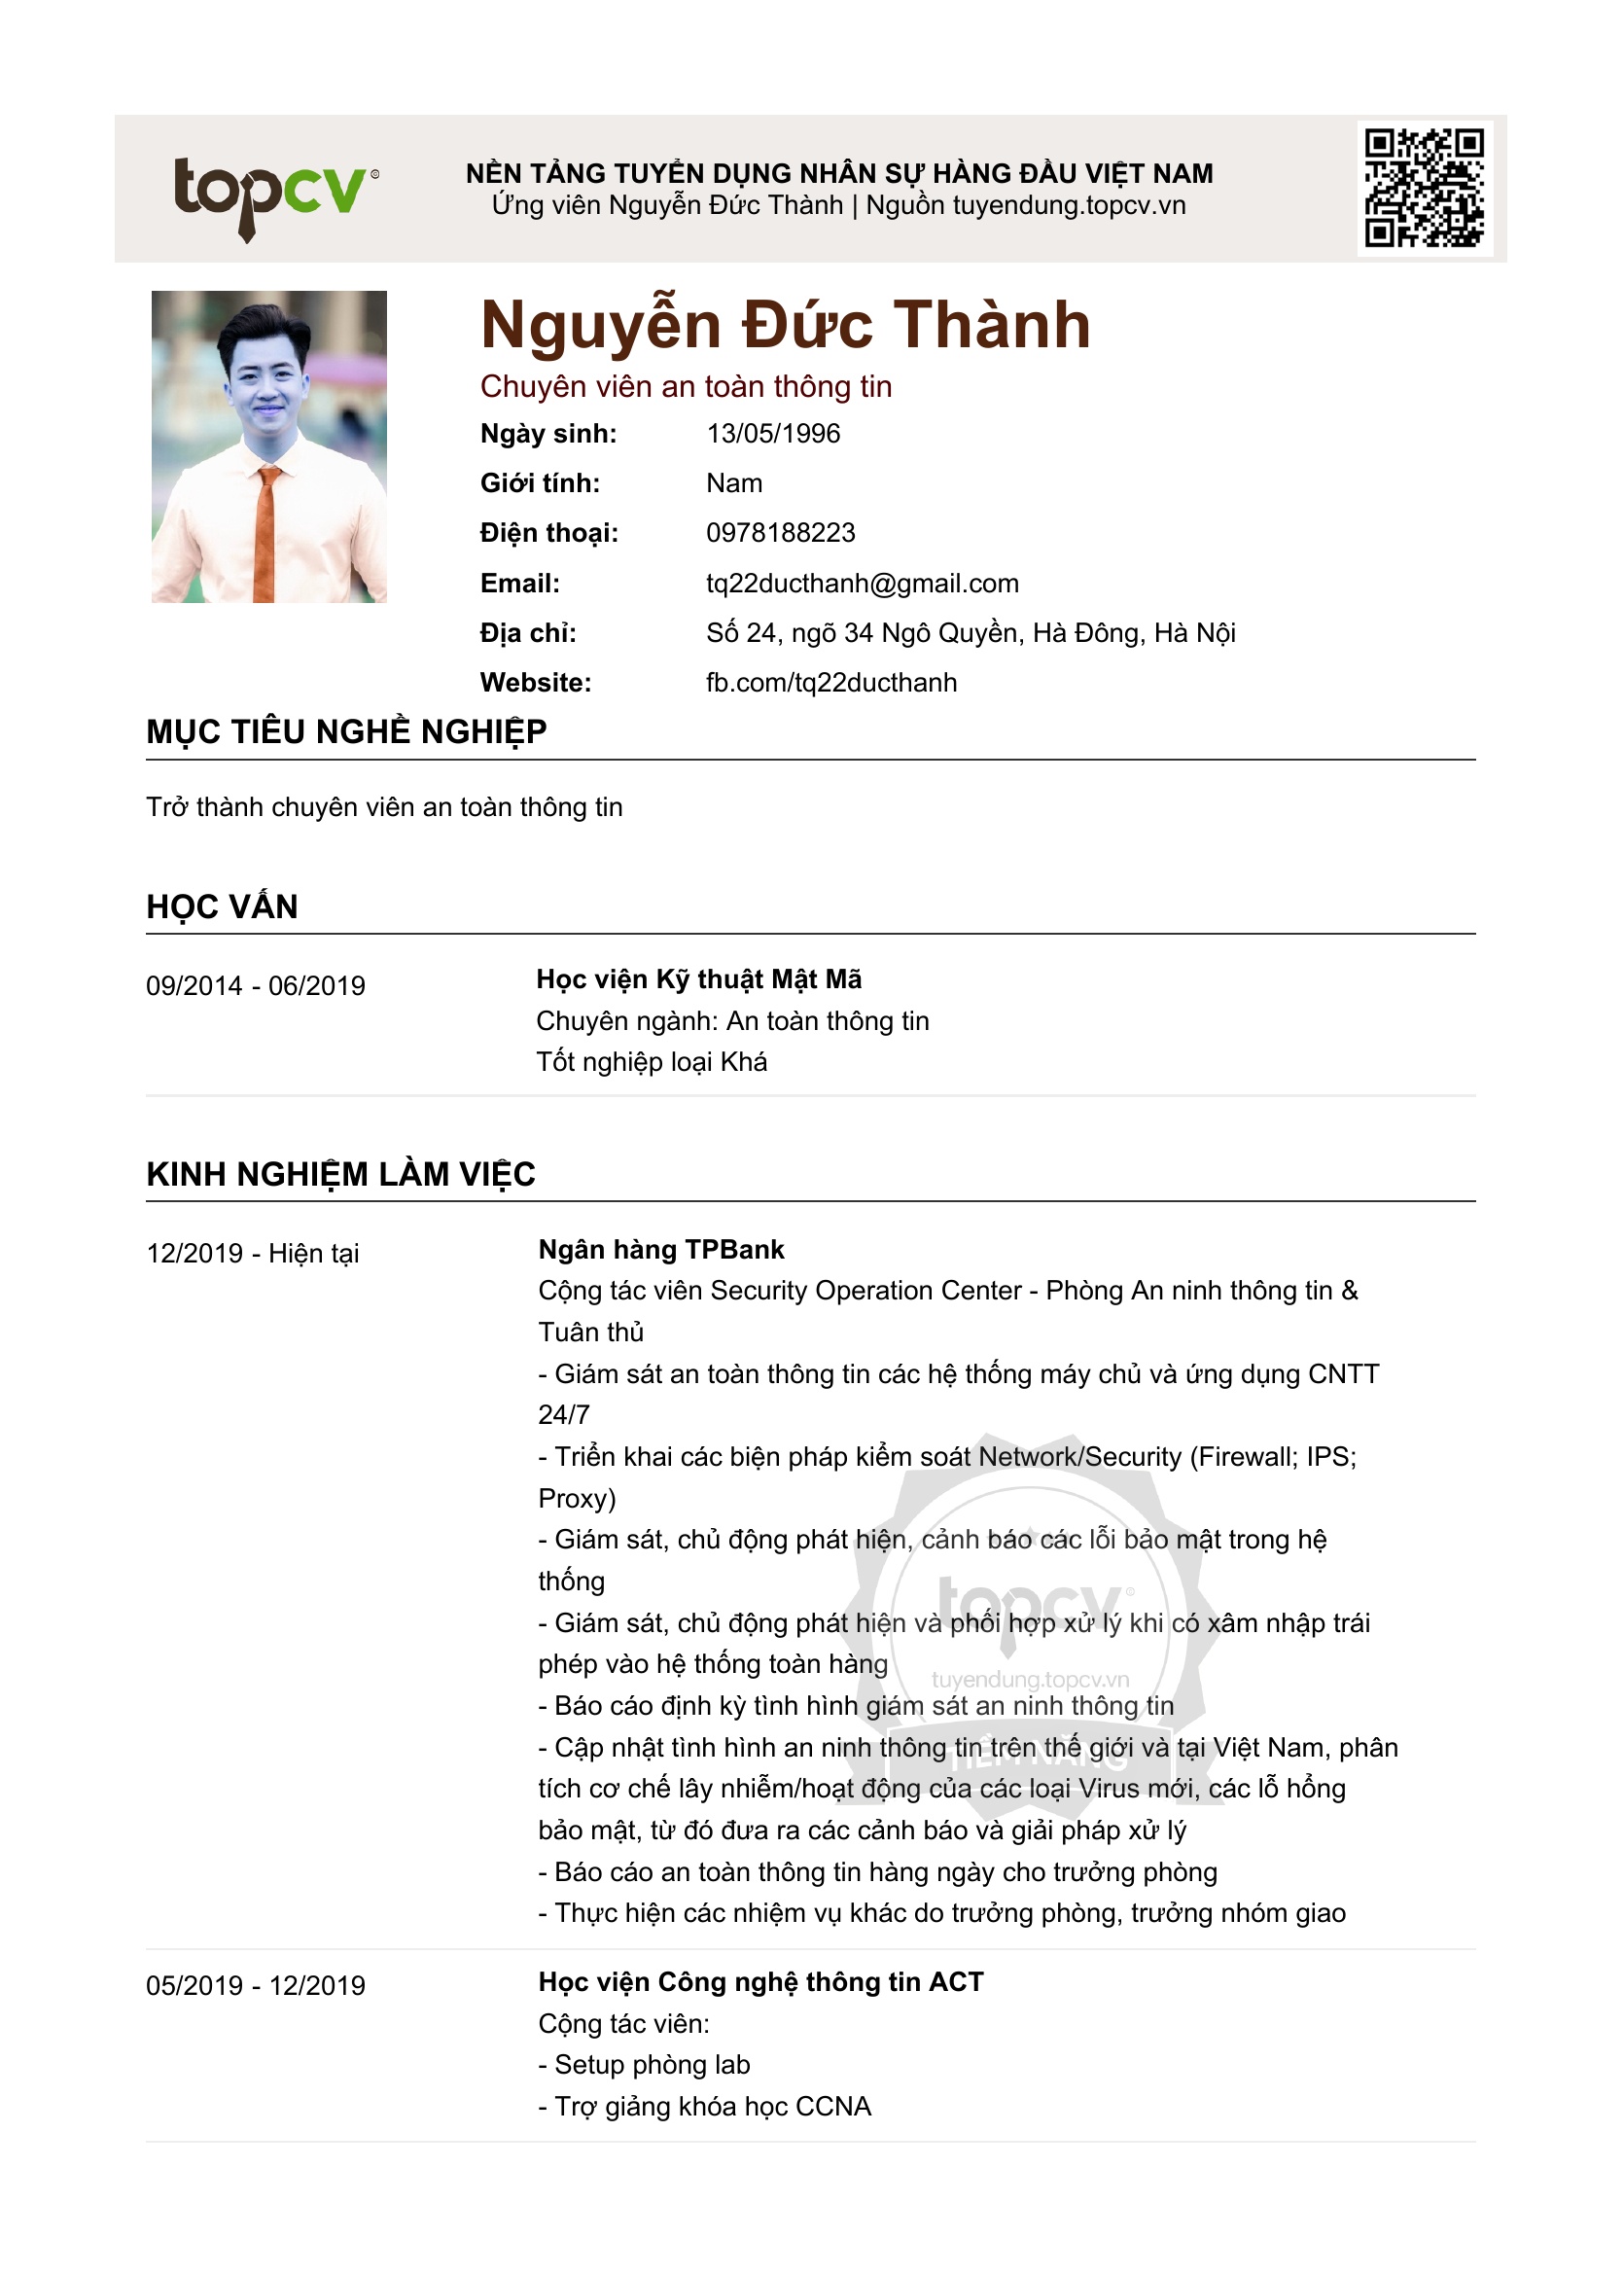 topcv®
NỀN TẢNG TUYỂN DỤNG NHÂN SỰ HÀNG ĐẦU VIỆT NAM
Ứng viên Nguyễn Đức Thành | Nguồn tuyendung.topcv.vn
Nguyễn Đức Thành
Chuyên viên an toàn thông tin
Ngày sinh: 13/05/1996
Giới tính: Nam
Điện thoại: 0978188223
Email: tq22ducthanh@gmail.com
Địa chỉ: Số 24, ngõ 34 Ngô Quyền, Hà Đông, Hà Nội
Website: fb.com/tq22ducthanh
MỤC TIÊU NGHỀ NGHIỆP
Trở thành chuyên viên an toàn thông tin
HỌC VẤN
09/2014 - 06/2019 Học viện Kỹ thuật Mật Mã
Chuyên ngành: An toàn thông tin
Tốt nghiệp loại Khá
KINH NGHIỆM LÀM VIỆC
12/2019 - Hiện tại Ngân hàng TPBank
Cộng tác viên Security Operation Center - Phòng An ninh thông tin &
Tuân thủ
- Giám sát an toàn thông tin các hệ thống máy chủ và ứng dụng CNTT
24/7
- Triển khai các biện pháp kiểm soát Network/Security (Firewall; IPS;
Proxy)
- Giám sát, chủ động phát hiện, cảnh báo các lỗi bảo mật trong hệ
thống
- Giám sát, chủ động phát hiện và phối hợp xử lý khi có xâm nhập trái
phép vào hệ thống toàn hàng
- Báo cáo định kỳ tình hình giám sát an ninh thông tin
- Cập nhật tình hình an ninh thông tin trên thế giới và tại Việt Nam, phân
tích cơ chế lây nhiễm/hoạt động của các loại Virus mới, các lỗ hổng
bảo mật, từ đó đưa ra các cảnh báo và giải pháp xử lý
- Báo cáo an toàn thông tin hàng ngày cho trưởng phòng
- Thực hiện các nhiệm vụ khác do trưởng phòng, trưởng nhóm giao
topcv®
tuyendung.topcv.vn
TIỀM NĂNG
05/2019 - 12/2019 Học viện Công nghệ thông tin ACT
Cộng tác viên:
- Setup phòng lab
- Trợ giảng khóa học CCNA